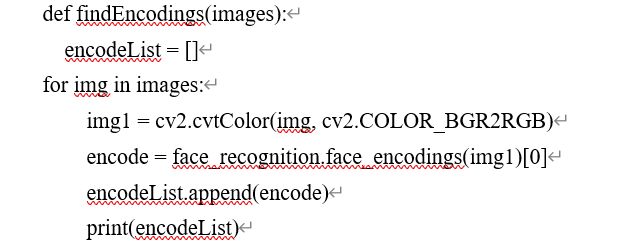 def findEncodings(images):↵
encodeList = []↵
for img in images:↵
img1 = cv2.cvtColor(img, cv2.COLOR_BGR2RGB)↵
encode = face_recognition.face_encodings(img1)[0]↵
encodeList.append(encode)↵
print(encodeList)↵